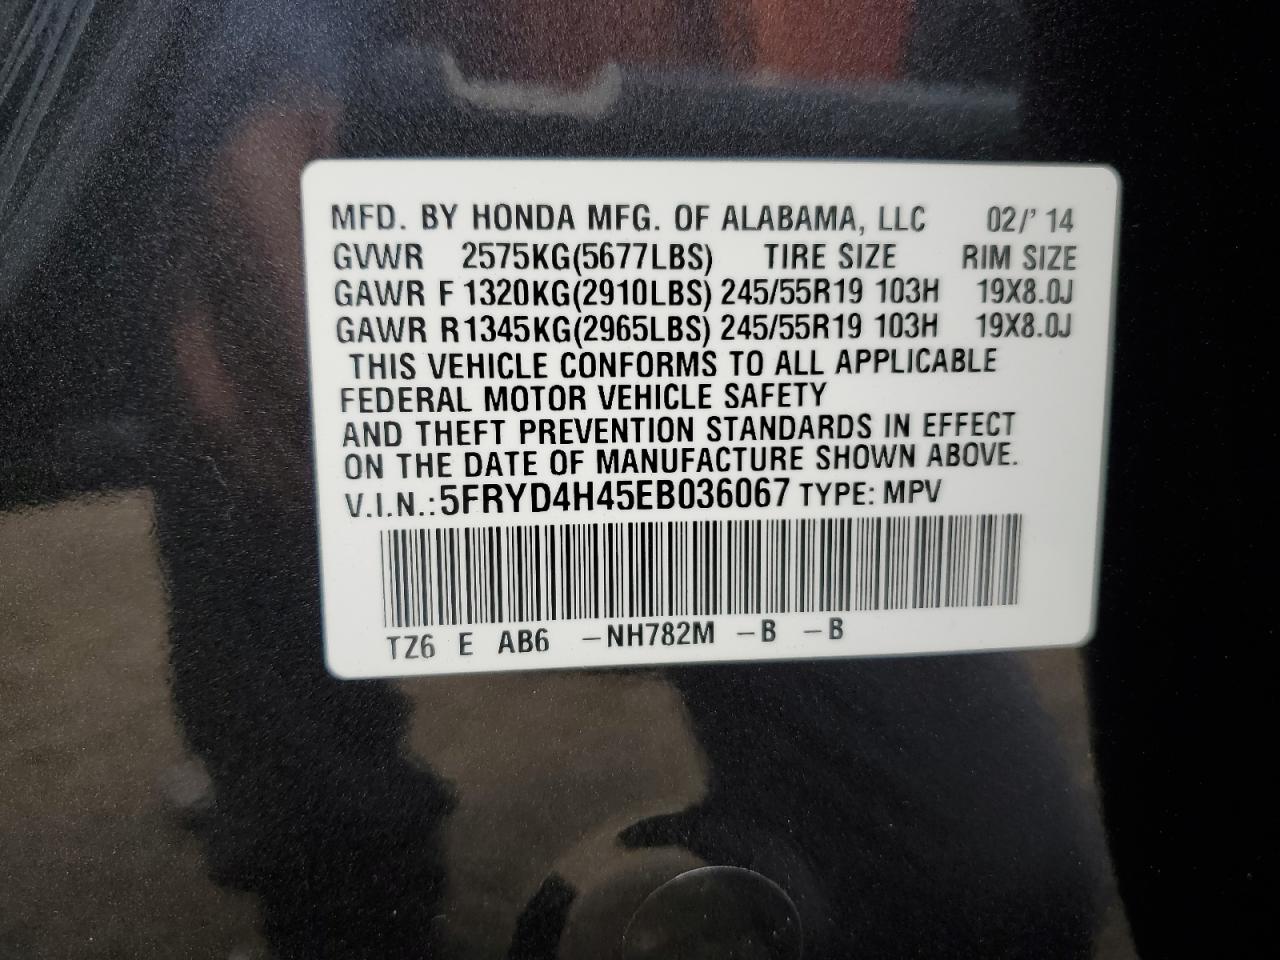 MFD. BY HONDA MFG. OF ALABAMA, LLC 02/' 14
GVWR 2575KG(5677LBS) TIRE SIZE RIM SIZE
GAWR F 1320KG(2910LBS) 245/55R19 103H 19X8.0J
GAWR R1345KG(2965LBS) 245/55R19 103H 19X8.0J
THIS VEHICLE CONFORMS TO ALL APPLICABLE
FEDERAL MOTOR VEHICLE SAFETY
AND THEFT PREVENTION STANDARDS IN EFFECT
ON THE DATE OF MANUFACTURE SHOWN ABOVE.
V.I.N.: 5FRYD4H45EB036067 TYPE: MPV
TZ6 E AB6 –NH782M –B –B